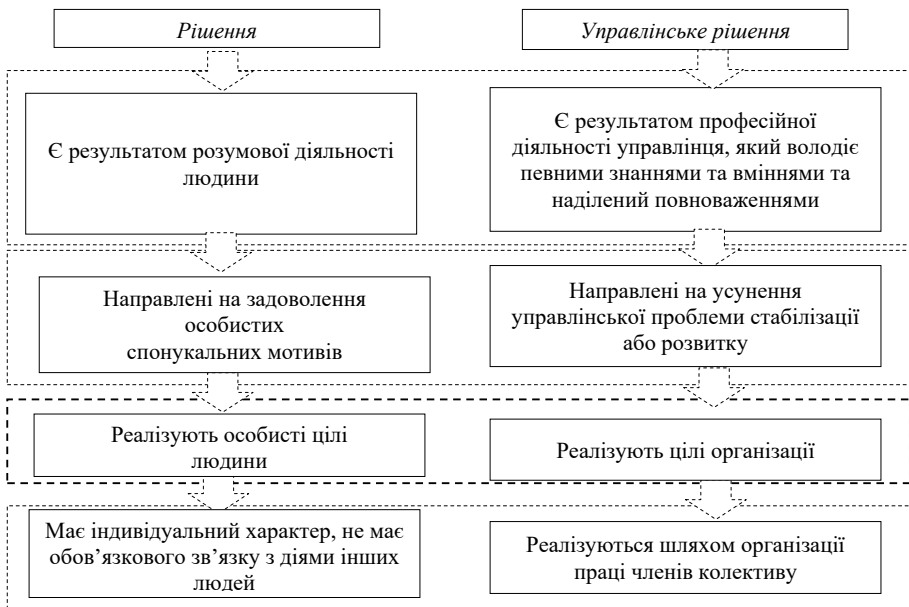 Рішення
Управлінське рішення
Є результатом розумової діяльності
людини
Є результатом професійної
діяльності управлінця, який володіє
певними знаннями та вміннями та
наділений повноваженнями
Направлені на задоволення
особистих
спонукальних мотивів
Направлені на усунення
управлінської проблеми стабілізації
або розвитку
Реалізують особисті цілі
людини
Реалізують цілі організації
Має індивідуальний характер, не має
обов’язкового зв’язку з діями інших
людей
Реалізуються шляхом організації
праці членів колективу